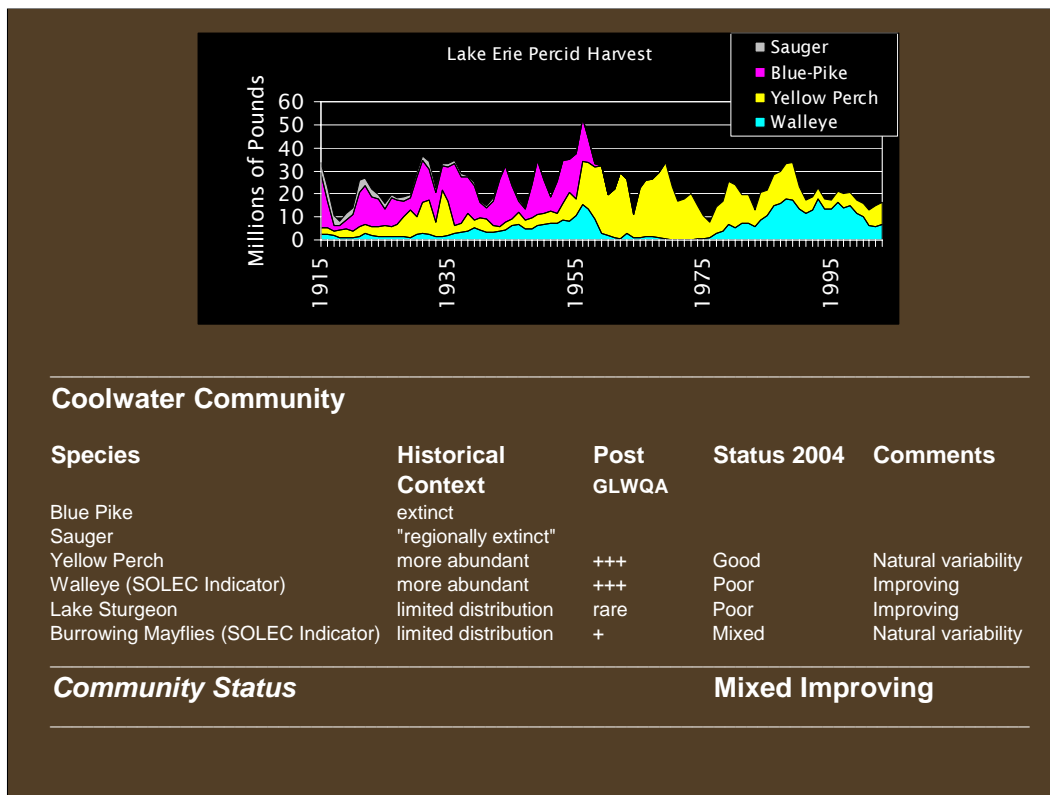 Lake Erie Percid Harvest
Sauger
Blue-Pike
Yellow Perch
Walleye
Millions of Pounds
60
50
40
30
20
10
0
1915
1935
1955
1975
1995
Coolwater Community
Species Historical Context Post GLWQA Status 2004 Comments
Blue Pike extinct
Sauger "regionally extinct"
Yellow Perch more abundant +++ Good Natural variability
Walleye (SOLEC Indicator) more abundant +++ Poor Improving
Lake Sturgeon limited distribution rare Poor Improving
Burrowing Mayflies (SOLEC Indicator) limited distribution + Mixed Natural variability
Community Status Mixed Improving